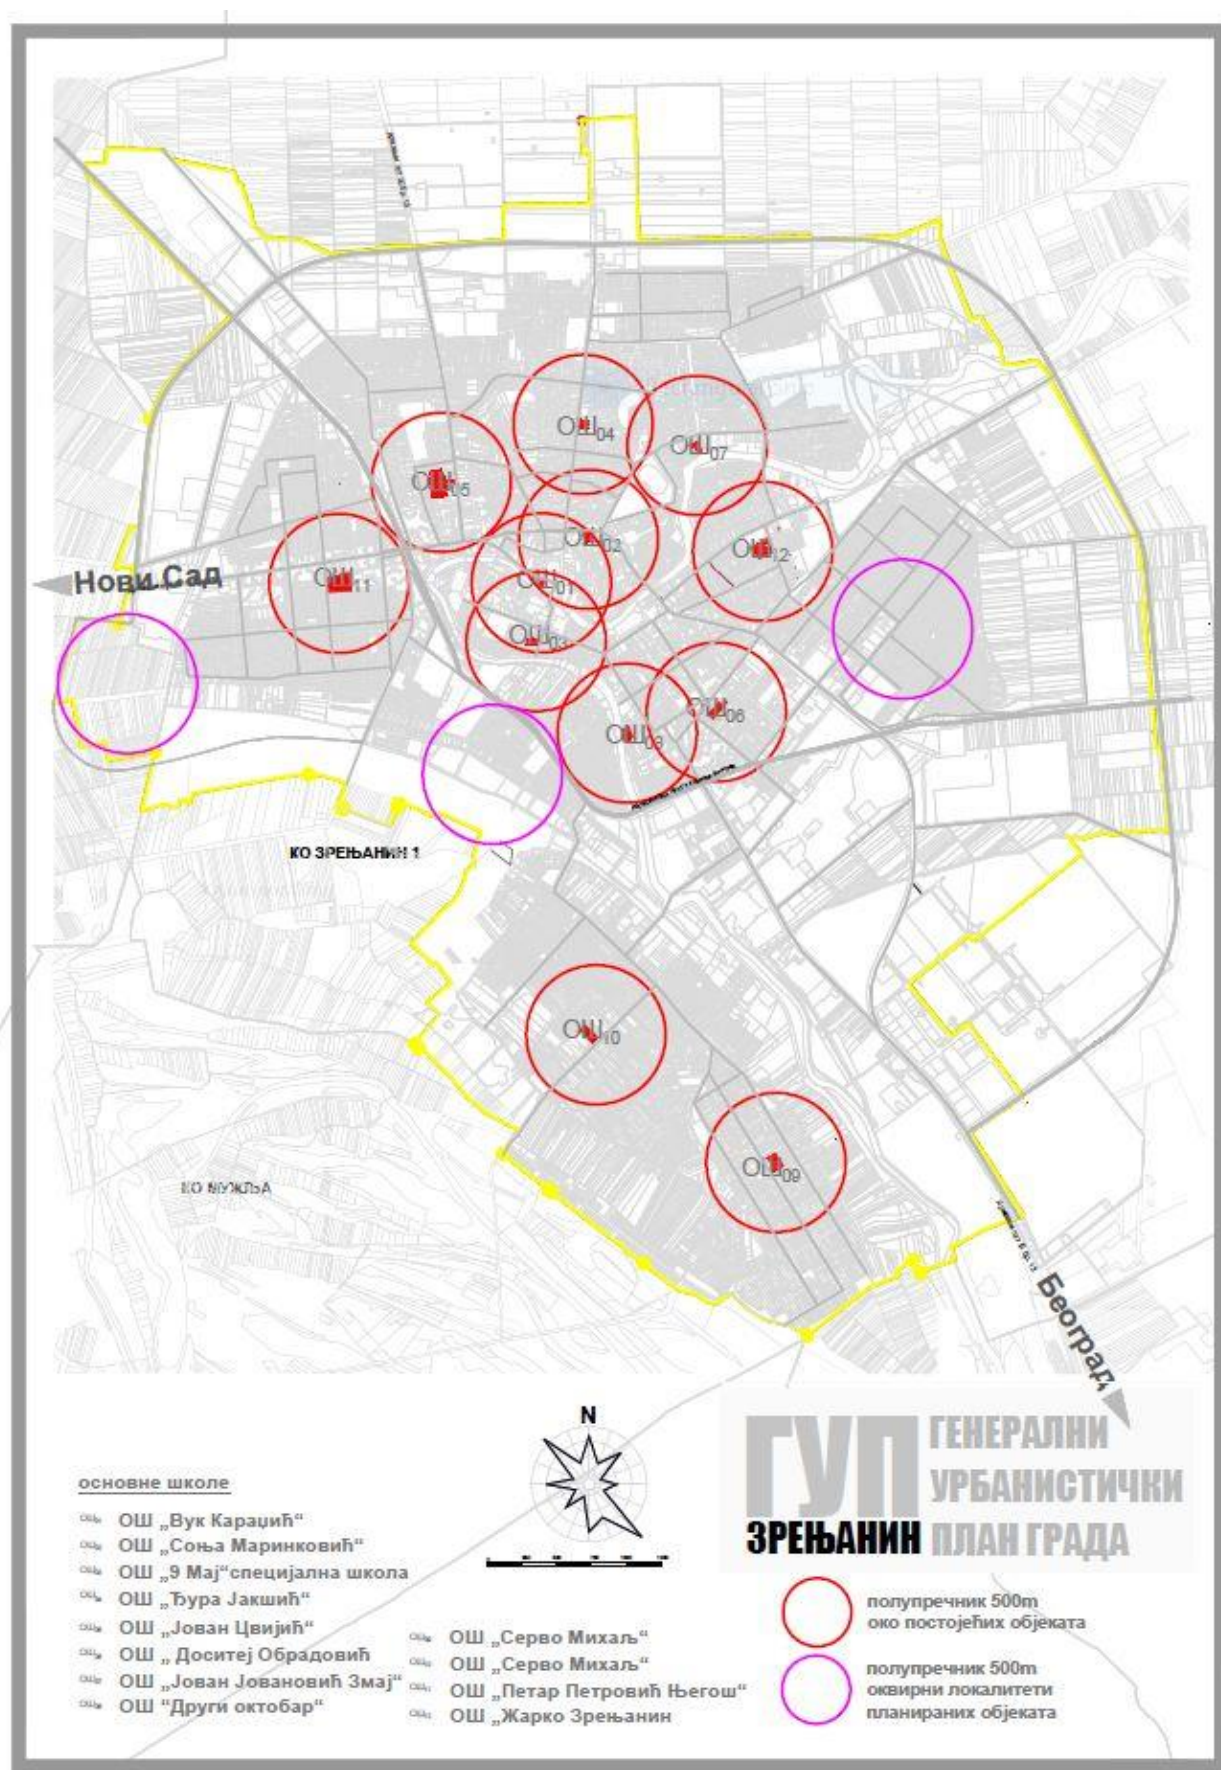 ОШ04
ОШ07
ОШ05
ОШ02
ОШ12
Нови Сад
ОШ11
ОШ01
ОШ03
ОШ06
КО ЗРЕЊАНИН 1
ОШ10
КО МУЖЉА
ОШ09
Београд
N
ГУП
ГЕНЕРАЛНИ
УРБАНИСТИЧКИ
ЗРЕЊАНИН ПЛАН ГРАДА
основне школе
ОШ „Вук Караџић“
ОШ „Соња Маринковић“
ОШ „9 Мај“специјална школа
ОШ „Ђура Јакшић“
ОШ „Јован Цвијић“
ОШ „ Доситеј Обрадовић
ОШ „Јован Јовановић Змај“
ОШ “Други октобар“
ОШ „Серво Михаљ“
ОШ „Серво Михаљ“
ОШ „Петар Петровић Његош“
ОШ „Жарко Зрењанин
полупречник 500m
око постојећих објеката
полупречник 500m
оквирни локалитети
планираних објеката